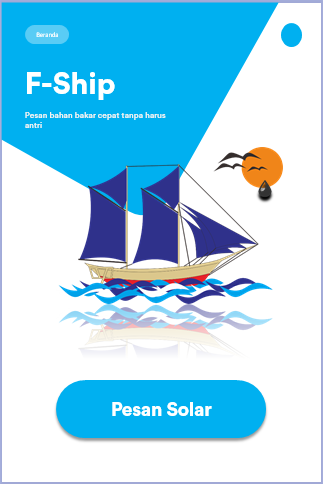 Beranda
F-Ship
Pesan bahan bakar cepat tanpa harus
antri
Pesan Solar